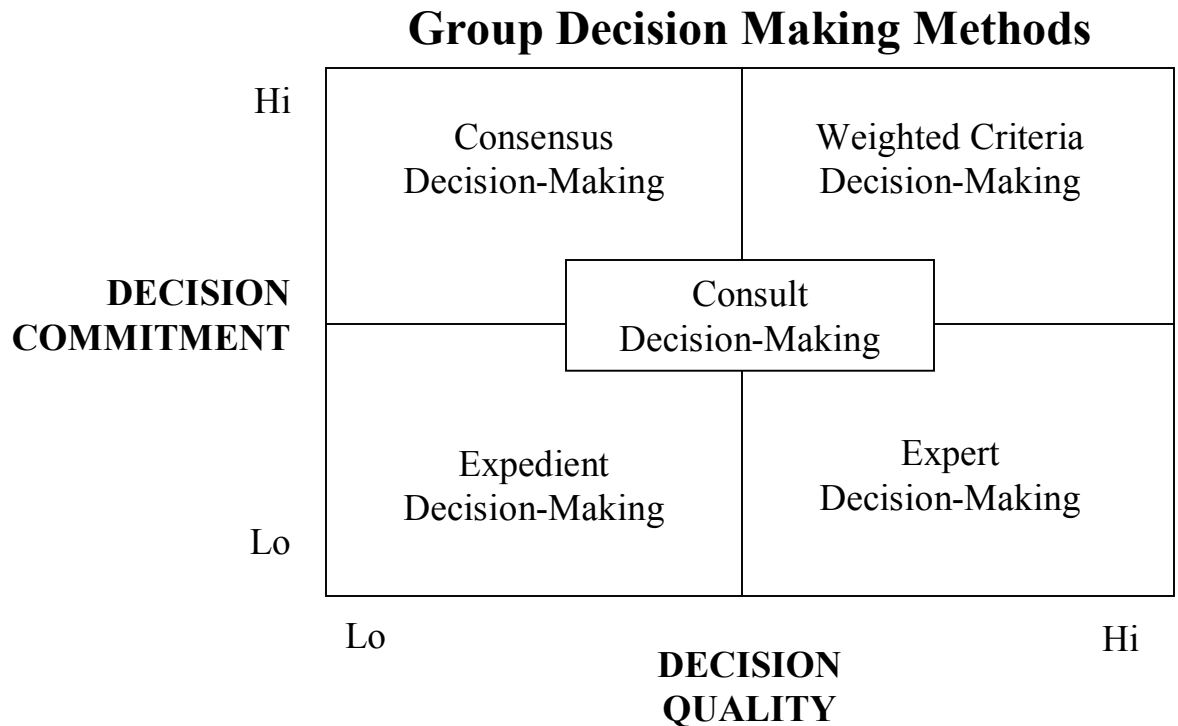 Group Decision Making Methods
Hi
Consensus
Decision-Making
Weighted Criteria
Decision-Making
DECISION
COMMITMENT
Consult
Decision-Making
Expedient
Decision-Making
Expert
Decision-Making
Lo
Lo
Hi
DECISION
QUALITY